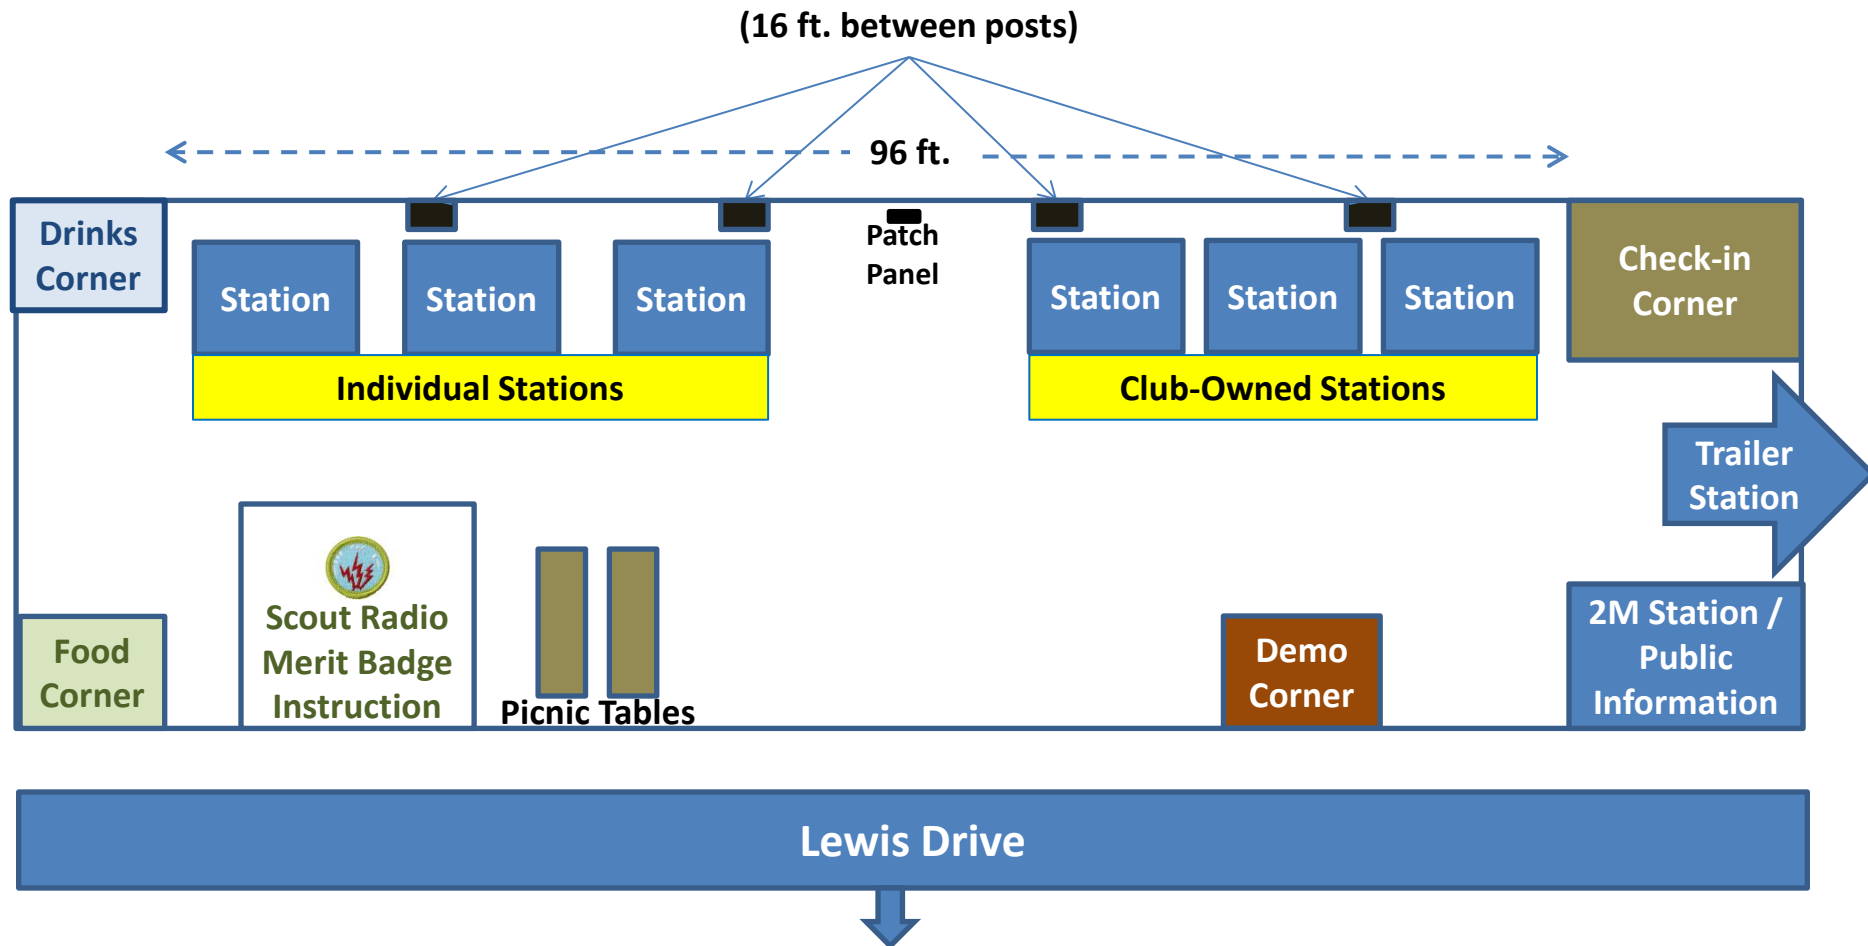 (16 ft. between posts)
96 ft.
Drinks
Corner
Station
Station
Station
Patch
Panel
Station
Station
Station
Check-in
Corner
Individual Stations
Club-Owned Stations
Trailer
Station
Scout Radio
Merit Badge
Instruction
Food
Corner
Picnic Tables
Demo
Corner
2M Station /
Public
Information
Lewis Drive